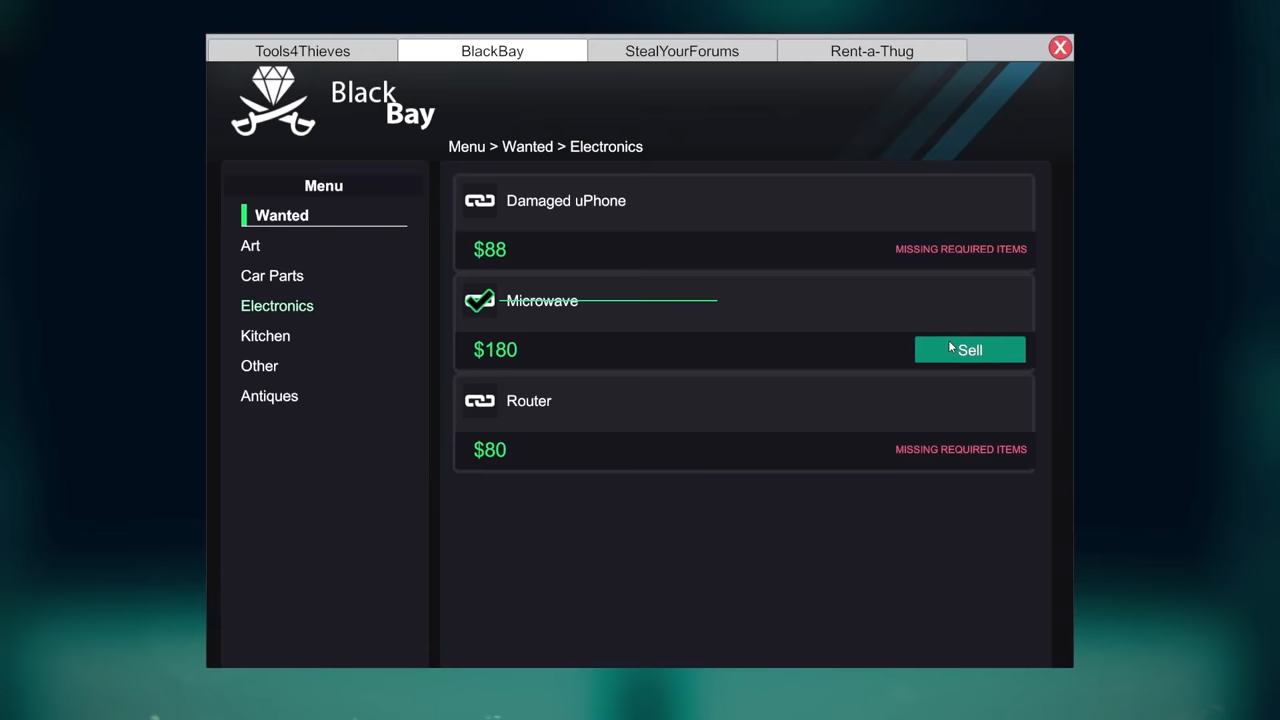 Tools4Thieves
BlackBay
StealYourForums
Rent-a-Thug
X
Black
Bay
Menu > Wanted > Electronics
Menu
Wanted
Art
Car Parts
Electronics
Kitchen
Other
Antiques
Damaged uPhone
$88
MISSING REQUIRED ITEMS
Microwave
$180
Sell
Router
$80
MISSING REQUIRED ITEMS